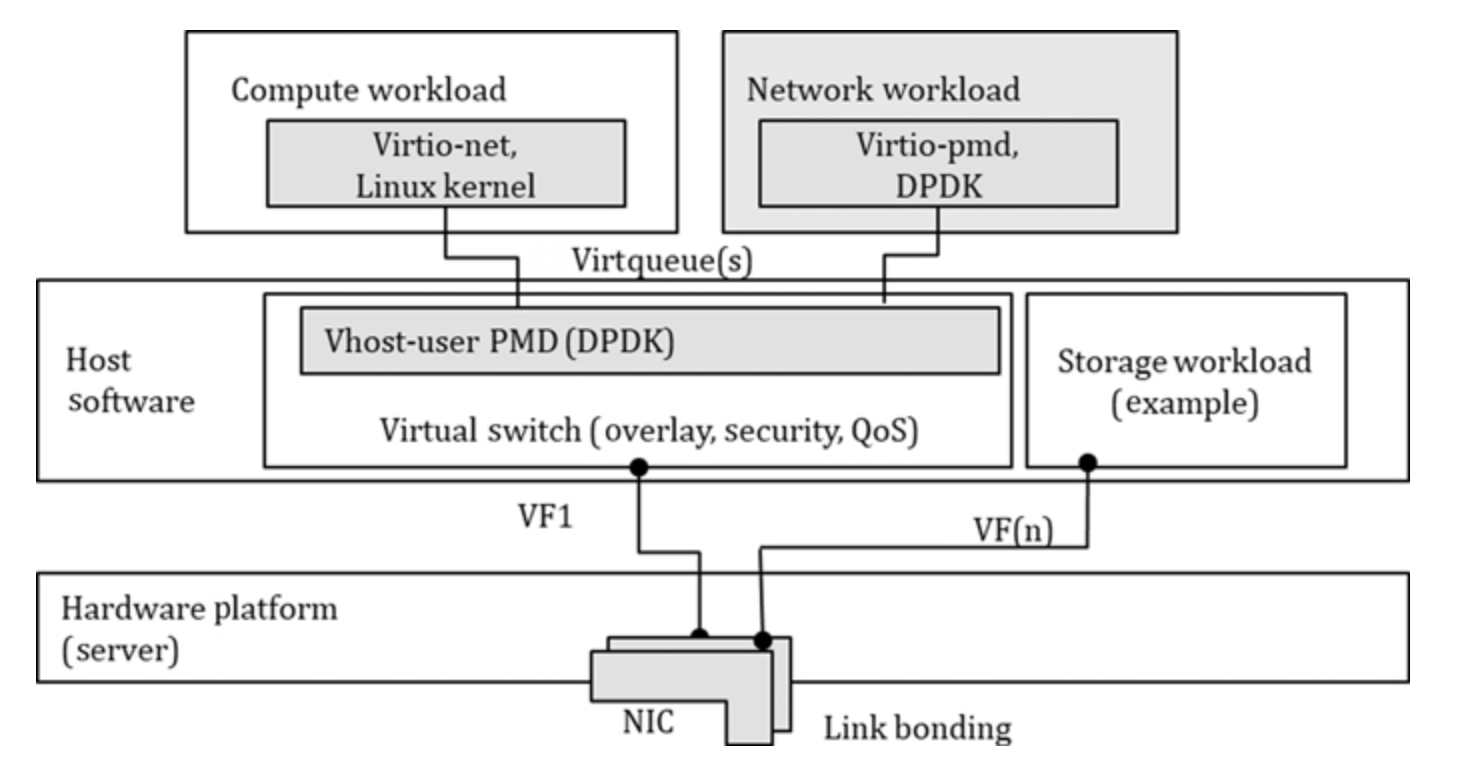 Compute workload
Network workload
Virtio-net,
Linux kernel
Virtio-pmd,
DPDK
Virtqueue(s)
Vhost-user PMD (DPDK)
Host
software
Storage workload
(example)
Virtual switch (overlay, security, QoS)
VF1
VF(n)
Hardware platform
(server)
NIC
Link bonding